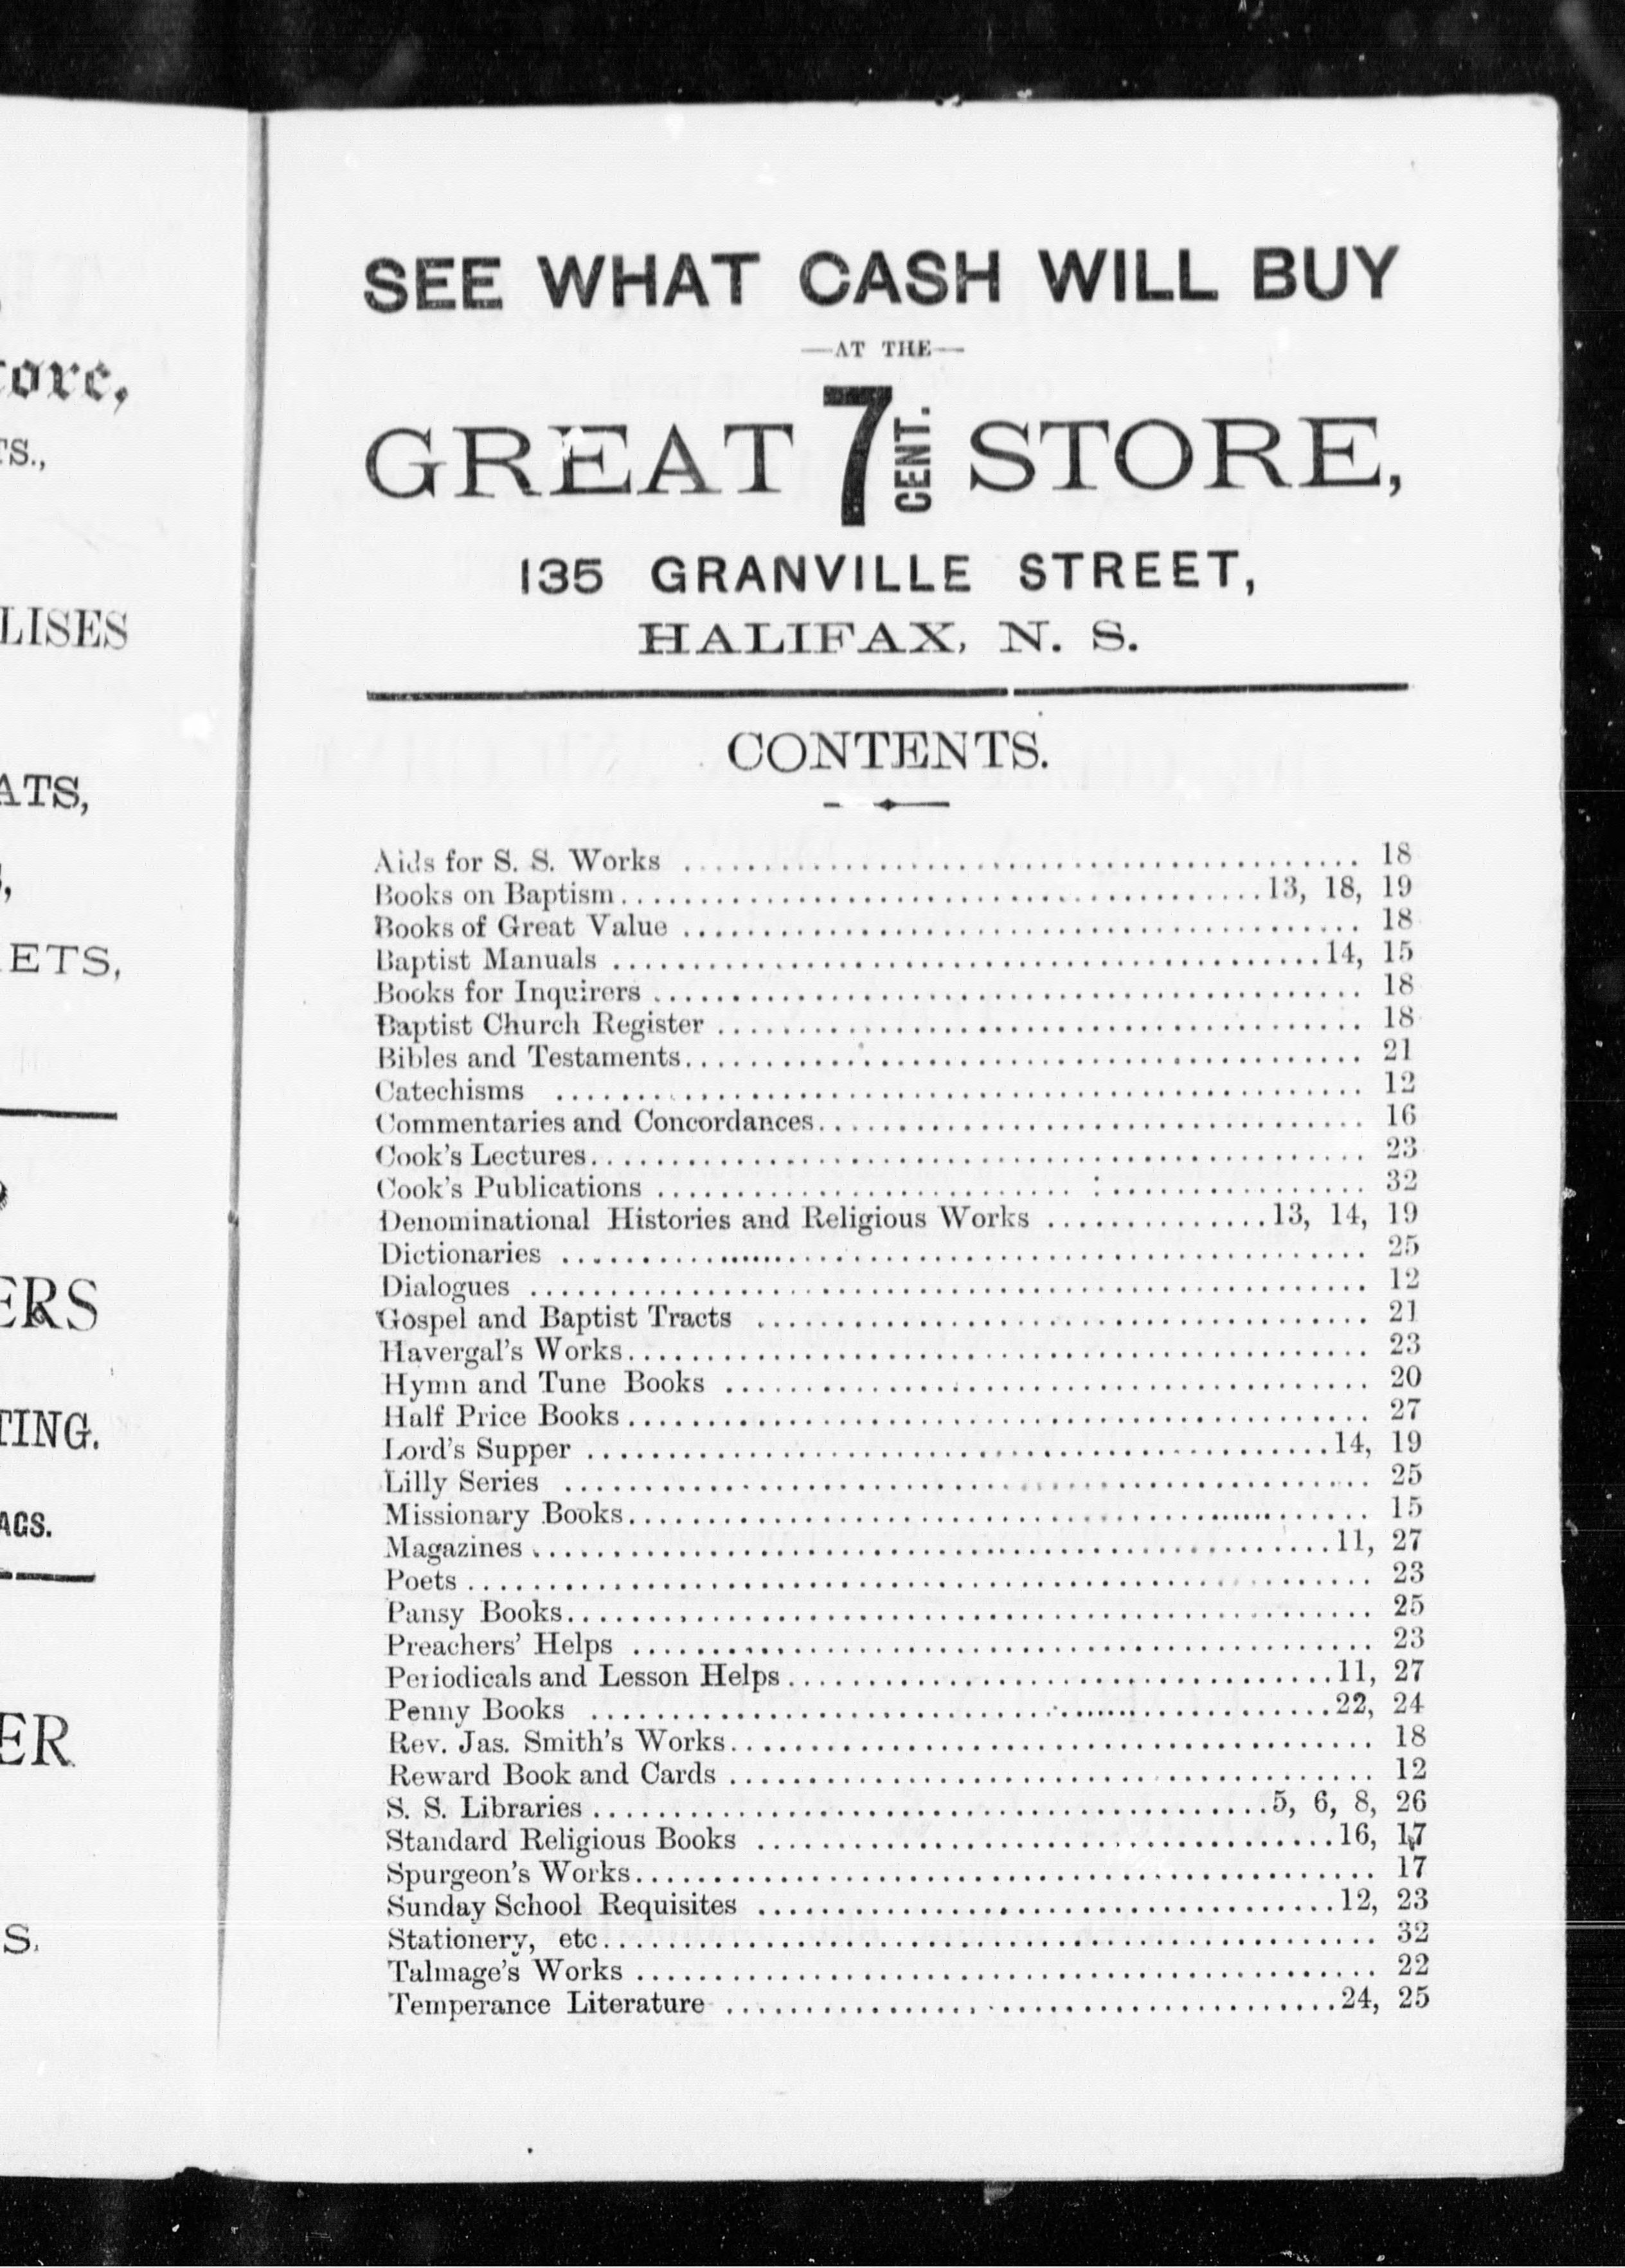 SEE WHAT CASH WILL BUY
—AT THE—
GREAT 7 CENT. STORE,
135 GRANVILLE STREET,
HALIFAX, N. S.
CONTENTS.
Aids for S. S. Works ........................................ 18
Books on Baptism........................................13, 18, 19
Books of Great Value ........................................ 18
Baptist Manuals ........................................14, 15
Books for Inquirers ........................................ 18
Baptist Church Register ........................................ 18
Bibles and Testaments........................................ 21
Catechisms ........................................ 12
Commentaries and Concordances........................................ 16
Cook's Lectures........................................ 23
Cook's Publications ........................................ 32
Denominational Histories and Religious Works ..............13, 14, 19
Dictionaries ........................................ 25
Dialogues ........................................ 12
Gospel and Baptist Tracts ........................................ 21
Havergal's Works........................................ 23
Hymn and Tune Books ........................................ 20
Half Price Books........................................ 27
Lord's Supper ........................................14, 19
Lilly Series ........................................ 25
Missionary Books........................................ 15
Magazines ........................................11, 27
Poets ........................................ 23
Pansy Books........................................ 25
Preachers' Helps ........................................ 23
Periodicals and Lesson Helps..................................11, 27
Penny Books ........................................22, 24
Rev. Jas. Smith's Works........................................ 18
Reward Book and Cards ........................................ 12
S. S. Libraries ........................................5, 6, 8, 26
Standard Religious Books ....................................16, 17
Spurgeon's Works........................................ 17
Sunday School Requisites ....................................12, 23
Stationery, etc........................................ 32
Talmage's Works ........................................ 22
Temperance Literature ......................................24, 25
ore,
TS.,
LISES
ATS,
ETS,
ERS
TING.
AGS.
ER
S.